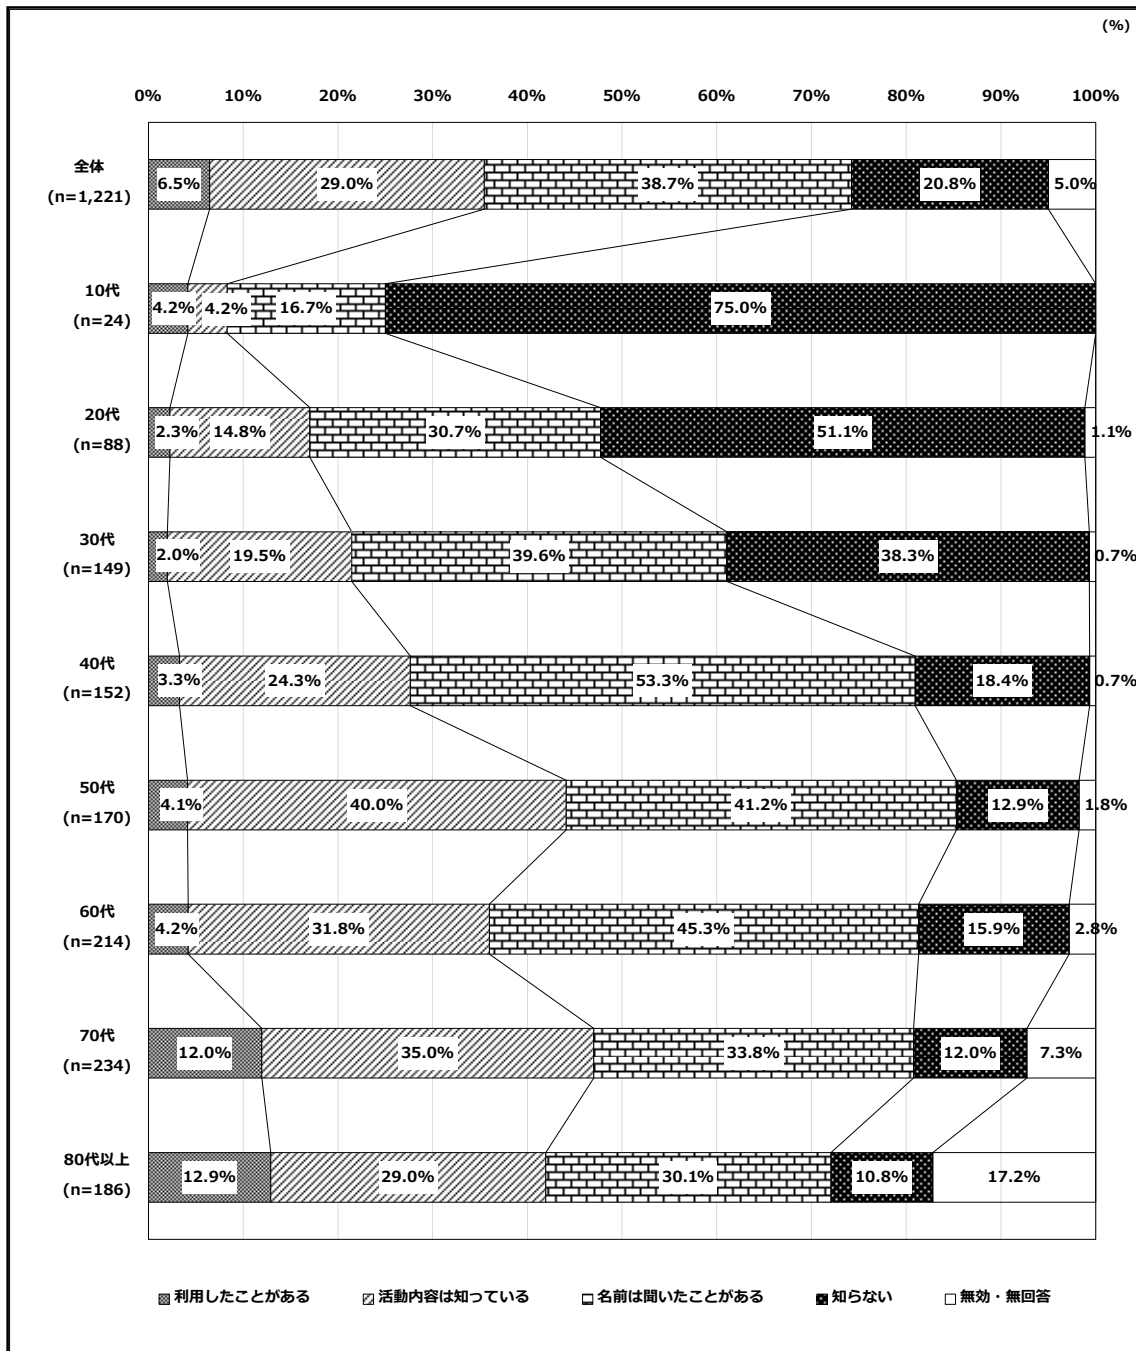 (%)
0% 10% 20% 30% 40% 50% 60% 70% 80% 90% 100%
全体
(n=1,221)
6.5% 29.0% 38.7% 20.8% 5.0%
10代
(n=24)
4.2% 4.2% 16.7% 75.0%
20代
(n=88)
2.3% 14.8% 30.7% 51.1% 1.1%
30代
(n=149)
2.0% 19.5% 39.6% 38.3% 0.7%
40代
(n=152)
3.3% 24.3% 53.3% 18.4% 0.7%
50代
(n=170)
4.1% 40.0% 41.2% 12.9% 1.8%
60代
(n=214)
4.2% 31.8% 45.3% 15.9% 2.8%
70代
(n=234)
12.0% 35.0% 33.8% 12.0% 7.3%
80代以上
(n=186)
12.9% 29.0% 30.1% 10.8% 17.2%
利用したことがある 活動内容は知っている 名前は聞いたことがある 知らない 無効・無回答